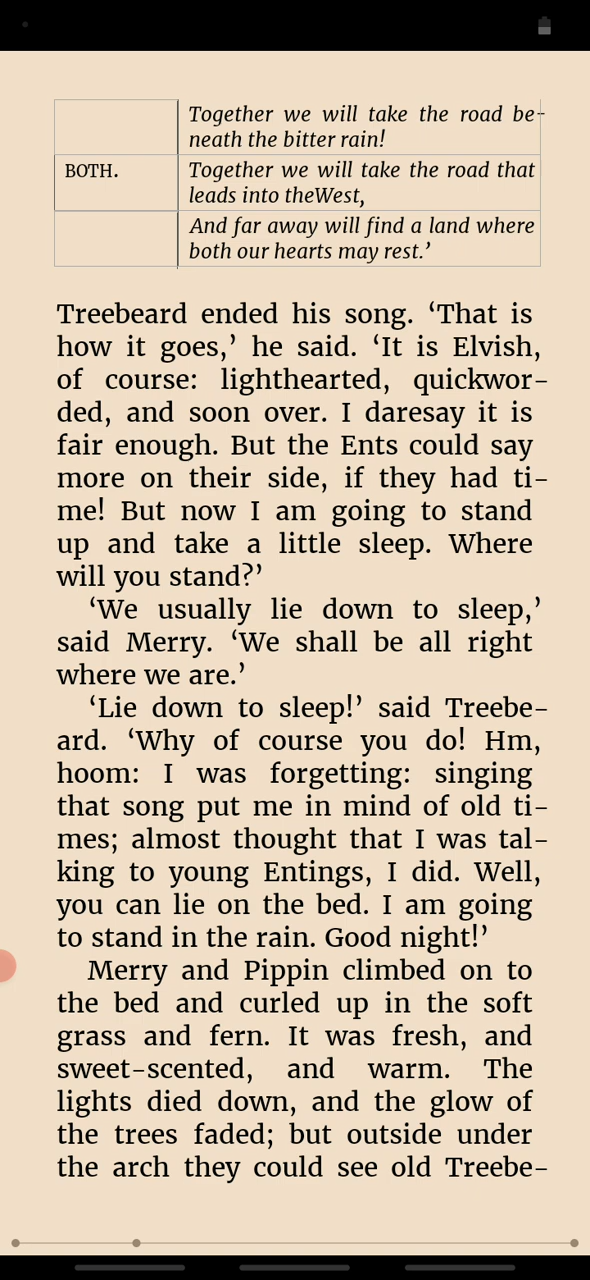 Together we will take the road be-
neath the bitter rain!
BOTH. Together we will take the road that
leads into theWest,
And far away will find a land where
both our hearts may rest.’
Treebeard ended his song. ‘That is
how it goes,’ he said. ‘It is Elvish,
of course: lighthearted, quickwor-
ded, and soon over. I daresay it is
fair enough. But the Ents could say
more on their side, if they had ti-
me! But now I am going to stand
up and take a little sleep. Where
will you stand?’
‘We usually lie down to sleep,’
said Merry. ‘We shall be all right
where we are.’
‘Lie down to sleep!’ said Treebe-
ard. ‘Why of course you do! Hm,
hoom: I was forgetting: singing
that song put me in mind of old ti-
mes; almost thought that I was tal-
king to young Entings, I did. Well,
you can lie on the bed. I am going
to stand in the rain. Good night!’
Merry and Pippin climbed on to
the bed and curled up in the soft
grass and fern. It was fresh, and
sweet-scented, and warm. The
lights died down, and the glow of
the trees faded; but outside under
the arch they could see old Treebe-